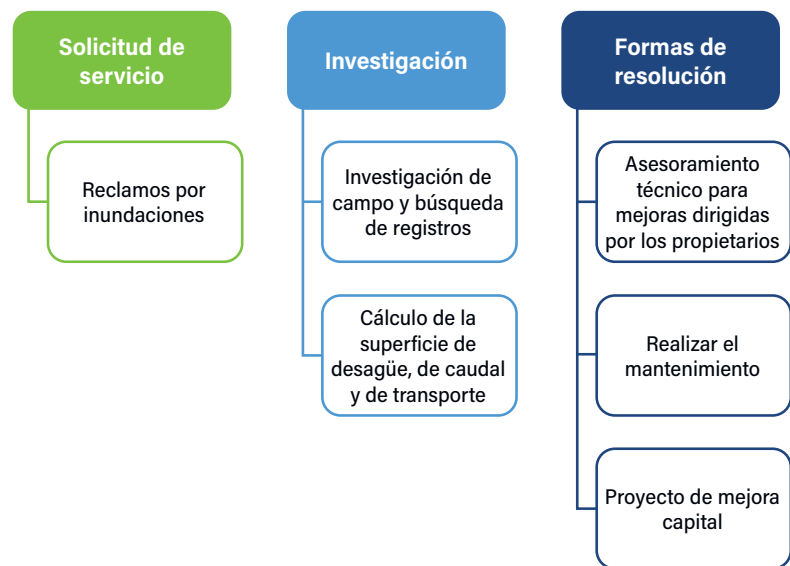 Solicitud de
servicio
Reclamos por
inundaciones
Investigación
Investigación de
campo y búsqueda
de registros
Cálculo de la
superficie de
desagüe, de caudal
y de transporte
Formas de
resolución
Asesoramiento
técnico para
mejoras dirigidas
por los propietarios
Realizar el
mantenimiento
Proyecto de mejora
capital